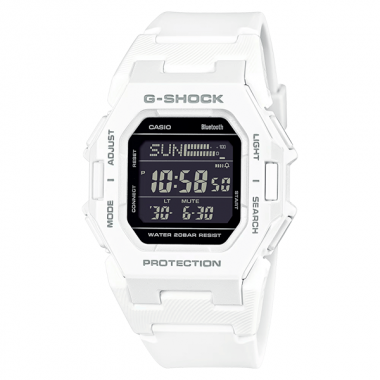 G-SHOCK
CASIO Bluetooth
ADJUST
LIGHT
RESET
SUN
P 10:58 50
CONNECT
START
LT MUTE
30 6-30
MODE
SEARCH
WATER 20BAR RESIST
PROTECTION